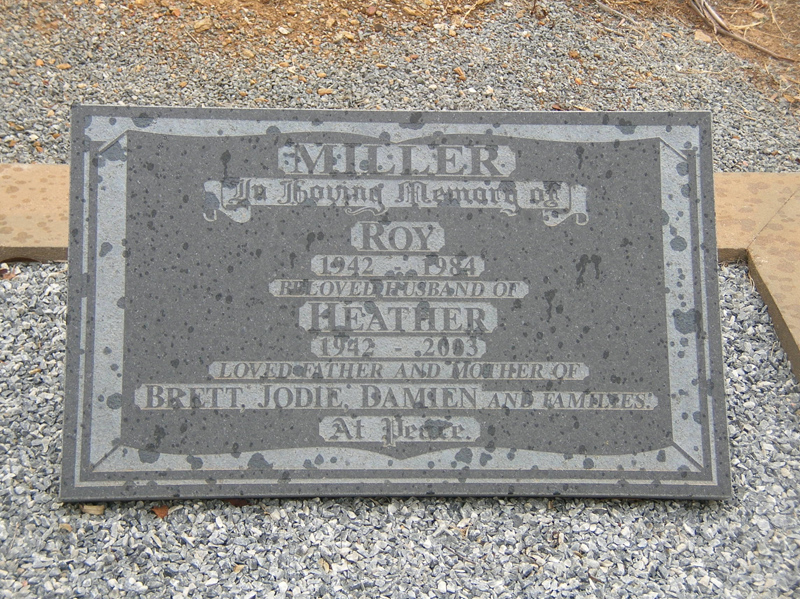 MILLER
In Loving Memory of
ROY
1942 - 1984
BELOVED HUSBAND OF
HEATHER
1942 - 2003
LOVED FATHER AND MOTHER OF
BRETT, JODIE, DAMIEN AND FAMILIES.
At Peace.